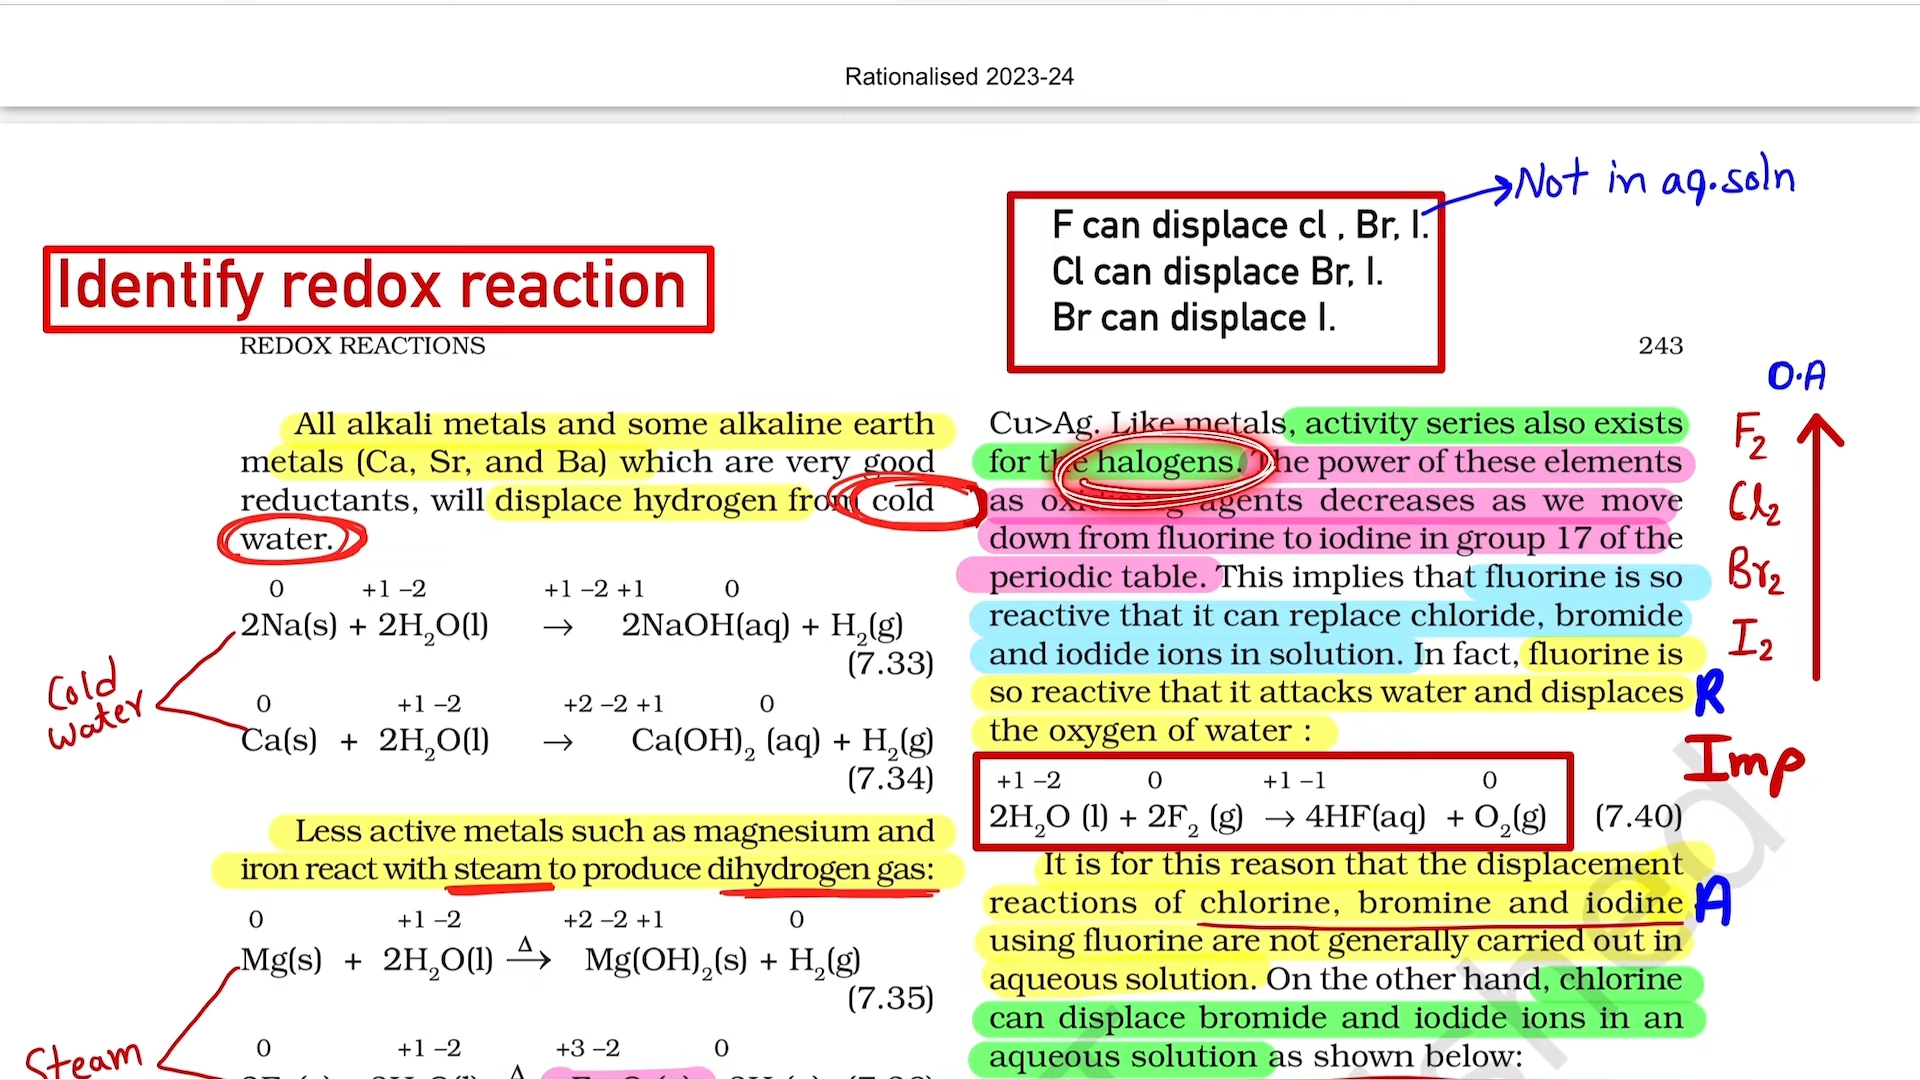 Rationalised 2023-24
Not in aq.soln
F can displace cl , Br, I.
Cl can displace Br, I.
Br can displace I.
Identify redox reaction
REDOX REACTIONS
243
All alkali metals and some alkaline earth
metals (Ca, Sr, and Ba) which are very good
reductants, will displace hydrogen from cold
water.
0 +1 –2 +1 –2 +1 0
2Na(s) + 2H₂O(l) → 2NaOH(aq) + H₂(g)
(7.33)
Cold
water
0 +1 –2 +2 –2 +1 0
Ca(s) + 2H₂O(l) → Ca(OH)₂ (aq) + H₂(g)
(7.34)
Less active metals such as magnesium and
iron react with steam to produce dihydrogen gas:
0 +1 –2 +2 –2 +1 0
Mg(s) + 2H₂O(l) Δ→ Mg(OH)₂(s) + H₂(g)
(7.35)
Steam
0 +1 –2 +3 –2 0
Cu>Ag. Like metals, activity series also exists
for the halogens. The power of these elements
as oxidising agents decreases as we move
down from fluorine to iodine in group 17 of the
periodic table. This implies that fluorine is so
reactive that it can replace chloride, bromide
and iodide ions in solution. In fact, fluorine is
so reactive that it attacks water and displaces
the oxygen of water :
O.A
F₂
Cl₂
Br₂
I₂
R
Imp
+1 –2 0 +1 –1 0
2H₂O (l) + 2F₂ (g) → 4HF(aq) + O₂(g) (7.40)
It is for this reason that the displacement
reactions of chlorine, bromine and iodine
A
using fluorine are not generally carried out in
aqueous solution. On the other hand, chlorine
can displace bromide and iodide ions in an
aqueous solution as shown below: